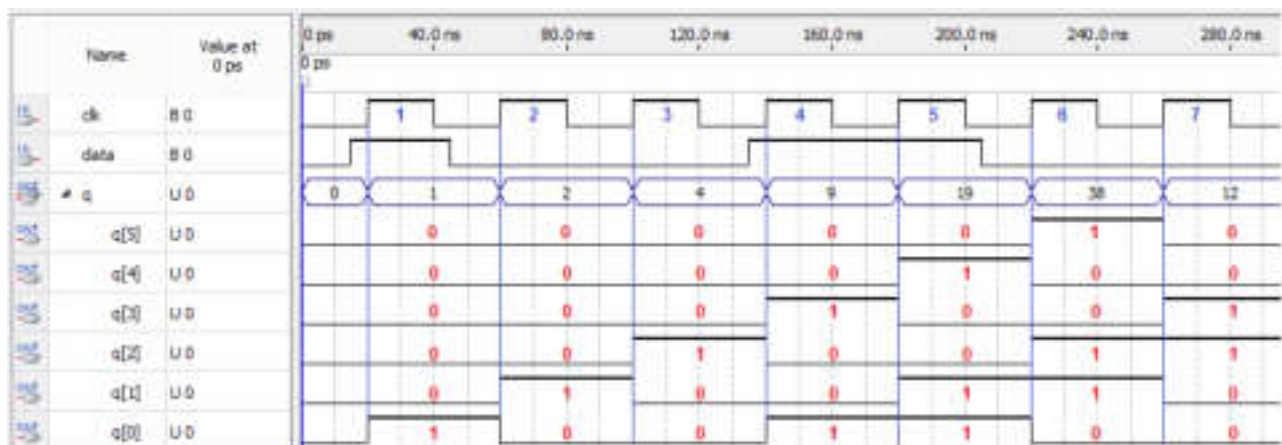 Name Value at 0 ps 0 ps 40.0 ns 80.0 ns 120.0 ns 160.0 ns 200.0 ns 240.0 ns 280.0 ns
0 ps
clk B 0 1 2 3 4 5 6 7
data B 0
q U 0 0 1 2 4 9 19 38 12
q[5] U 0 0 0 0 0 0 1 0
q[4] U 0 0 0 0 0 1 0 0
q[3] U 0 0 0 0 1 0 0 1
q[2] U 0 0 0 1 0 0 1 1
q[1] U 0 0 1 0 0 1 1 0
q[0] U 0 1 0 0 1 1 0 0